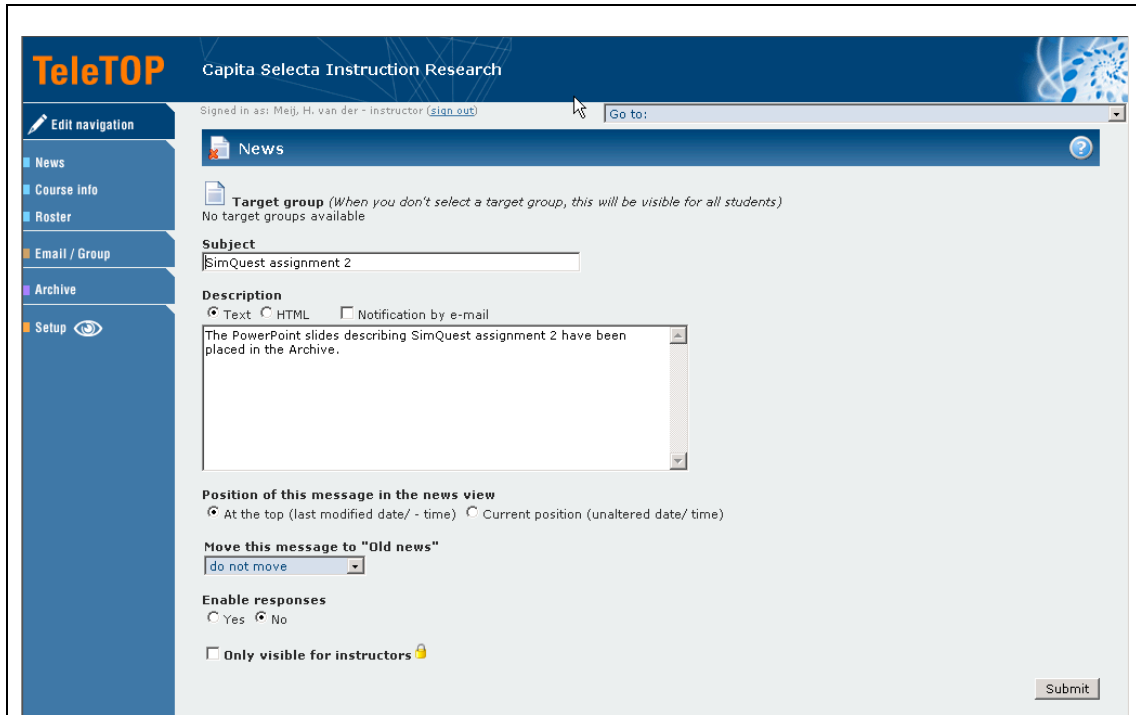 TeleTOP
Capita Selecta Instruction Research
Signed in as: Meij, H. van der - instructor (sign out)
Go to:
Edit navigation
News
Course info
Roster
Email / Group
Archive
Setup
News
?
Target group (When you don't select a target group, this will be visible for all students)
No target groups available
Subject
SimQuest assignment 2
Description
Text HTML Notification by e-mail
The PowerPoint slides describing SimQuest assignment 2 have been
placed in the Archive.
Position of this message in the news view
At the top (last modified date/ - time) Current position (unaltered date/ time)
Move this message to "Old news"
do not move
Enable responses
Yes No
Only visible for instructors
Submit